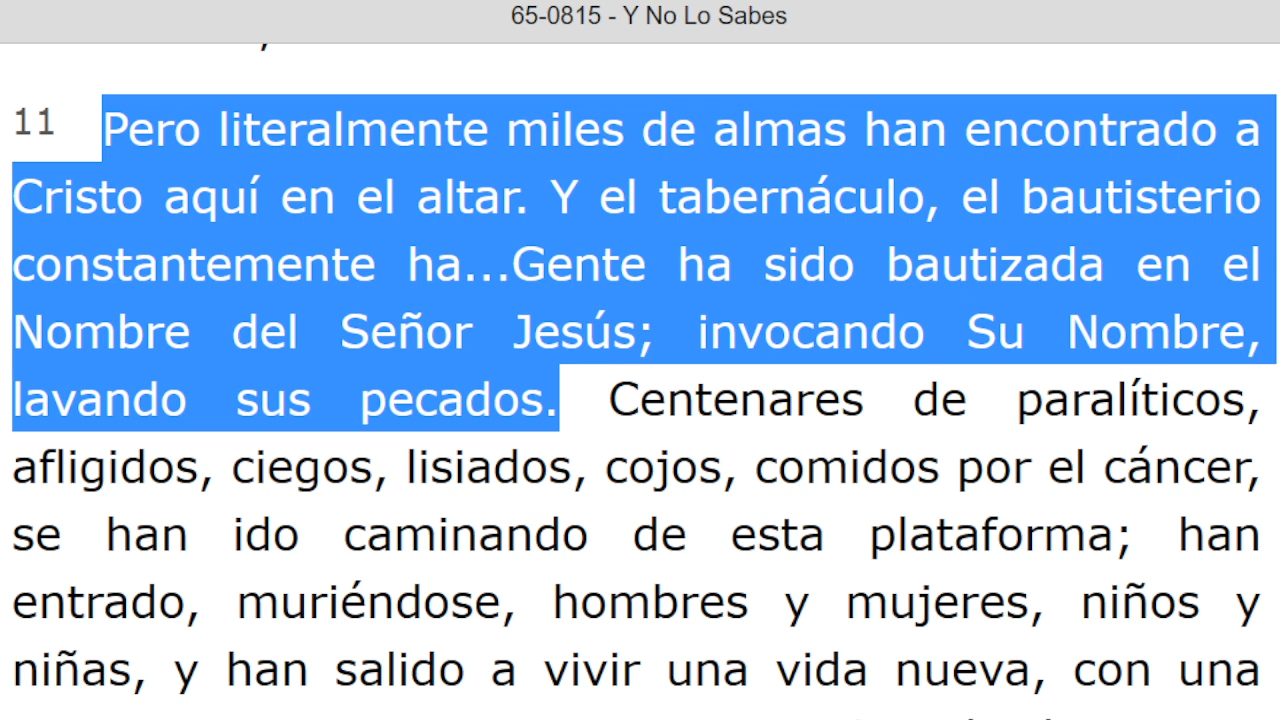 65-0815 - Y No Lo Sabes
11 Pero literalmente miles de almas han encontrado a
Cristo aquí en el altar. Y el tabernáculo, el bautisterio
constantemente ha...Gente ha sido bautizada en el
Nombre del Señor Jesús; invocando Su Nombre,
lavando sus pecados. Centenares de paralíticos,
afligidos, ciegos, lisiados, cojos, comidos por el cáncer,
se han ido caminando de esta plataforma; han
entrado, muriéndose, hombres y mujeres, niños y
niñas, y han salido a vivir una vida nueva, con una